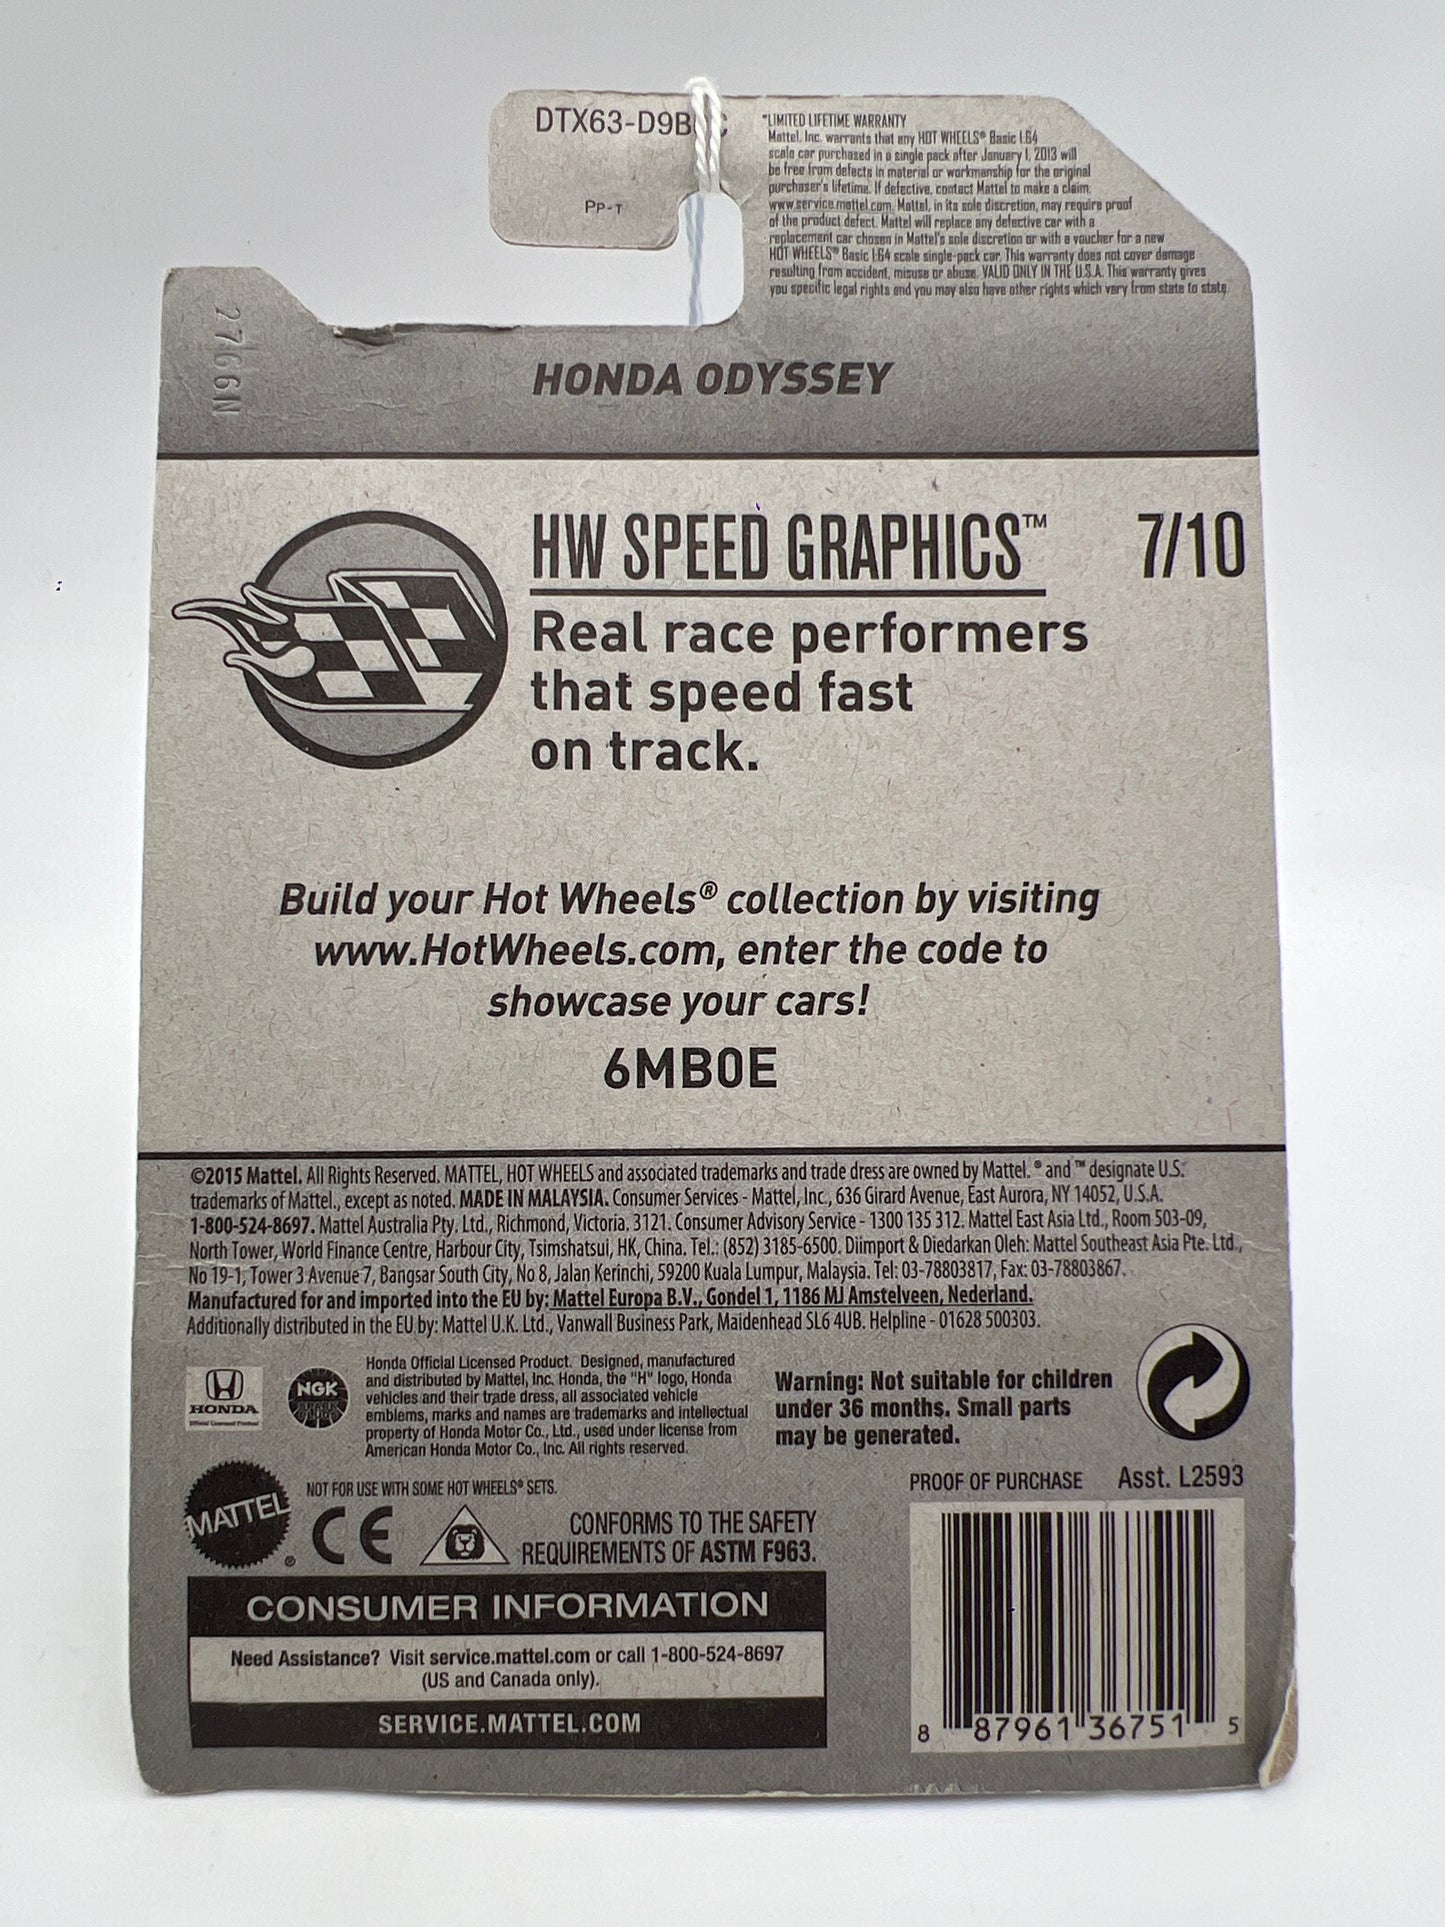 DTX63-D9B
Pp-T
*LIMITED LIFETIME WARRANTY
Mattel, Inc. warrants that any HOT WHEELS® Basic 1:64
scale car purchased in a single pack after January 1, 2013 will
be free from defects in material or workmanship for the original
purchaser's lifetime. If defective, contact Mattel to make a claim.
www.service.mattel.com. Mattel, in its sole discretion, may require proof
of the product defect. Mattel will replace any defective car with a
replacement car chosen in Mattel's sole discretion or with a voucher for a new
HOT WHEELS® Basic 1:64 scale single-pack car. This warranty does not cover damage
resulting from accident, misuse or abuse. VALID ONLY IN THE U.S.A. This warranty gives
you specific legal rights and you may also have other rights which vary from state to state.
2766N
HONDA ODYSSEY
HW SPEED GRAPHICS™ 7/10
Real race performers
that speed fast
on track.
Build your Hot Wheels® collection by visiting
www.HotWheels.com, enter the code to
showcase your cars!
6MB0E
©2015 Mattel. All Rights Reserved. MATTEL, HOT WHEELS and associated trademarks and trade dress are owned by Mattel. ® and ™ designate U.S.
trademarks of Mattel., except as noted. MADE IN MALAYSIA. Consumer Services - Mattel, Inc., 636 Girard Avenue, East Aurora, NY 14052, U.S.A.
1-800-524-8697. Mattel Australia Pty. Ltd., Richmond, Victoria. 3121. Consumer Advisory Service - 1300 135 312. Mattel East Asia Ltd., Room 503-09,
North Tower, World Finance Centre, Harbour City, Tsimshatsui, HK, China. Tel.: (852) 3185-6500. Diimport & Diedarkan Oleh: Mattel Southeast Asia Pte. Ltd.,
No 19-1, Tower 3 Avenue 7, Bangsar South City, No 8, Jalan Kerinchi, 59200 Kuala Lumpur, Malaysia. Tel: 03-78803817, Fax: 03-78803867.
Manufactured for and imported into the EU by: Mattel Europa B.V., Gondel 1, 1186 MJ Amstelveen, Nederland.
Additionally distributed in the EU by: Mattel U.K. Ltd., Vanwall Business Park, Maidenhead SL6 4UB. Helpline - 01628 500303.
HONDA
Official Licensed Product
NGK
SPARK
PLUGS
Honda Official Licensed Product. Designed, manufactured
and distributed by Mattel, Inc. Honda, the "H" logo, Honda
vehicles and their trade dress, all associated vehicle
emblems, marks and names are trademarks and intellectual
property of Honda Motor Co., Ltd., used under license from
American Honda Motor Co., Inc. All rights reserved.
Warning: Not suitable for children
under 36 months. Small parts
may be generated.
MATTEL®
NOT FOR USE WITH SOME HOT WHEELS® SETS.
CE
CONFORMS TO THE SAFETY
REQUIREMENTS OF ASTM F963.
PROOF OF PURCHASE Asst. L2593
CONSUMER INFORMATION
Need Assistance? Visit service.mattel.com or call 1-800-524-8697
(US and Canada only).
SERVICE.MATTEL.COM
8 87961 36751 5